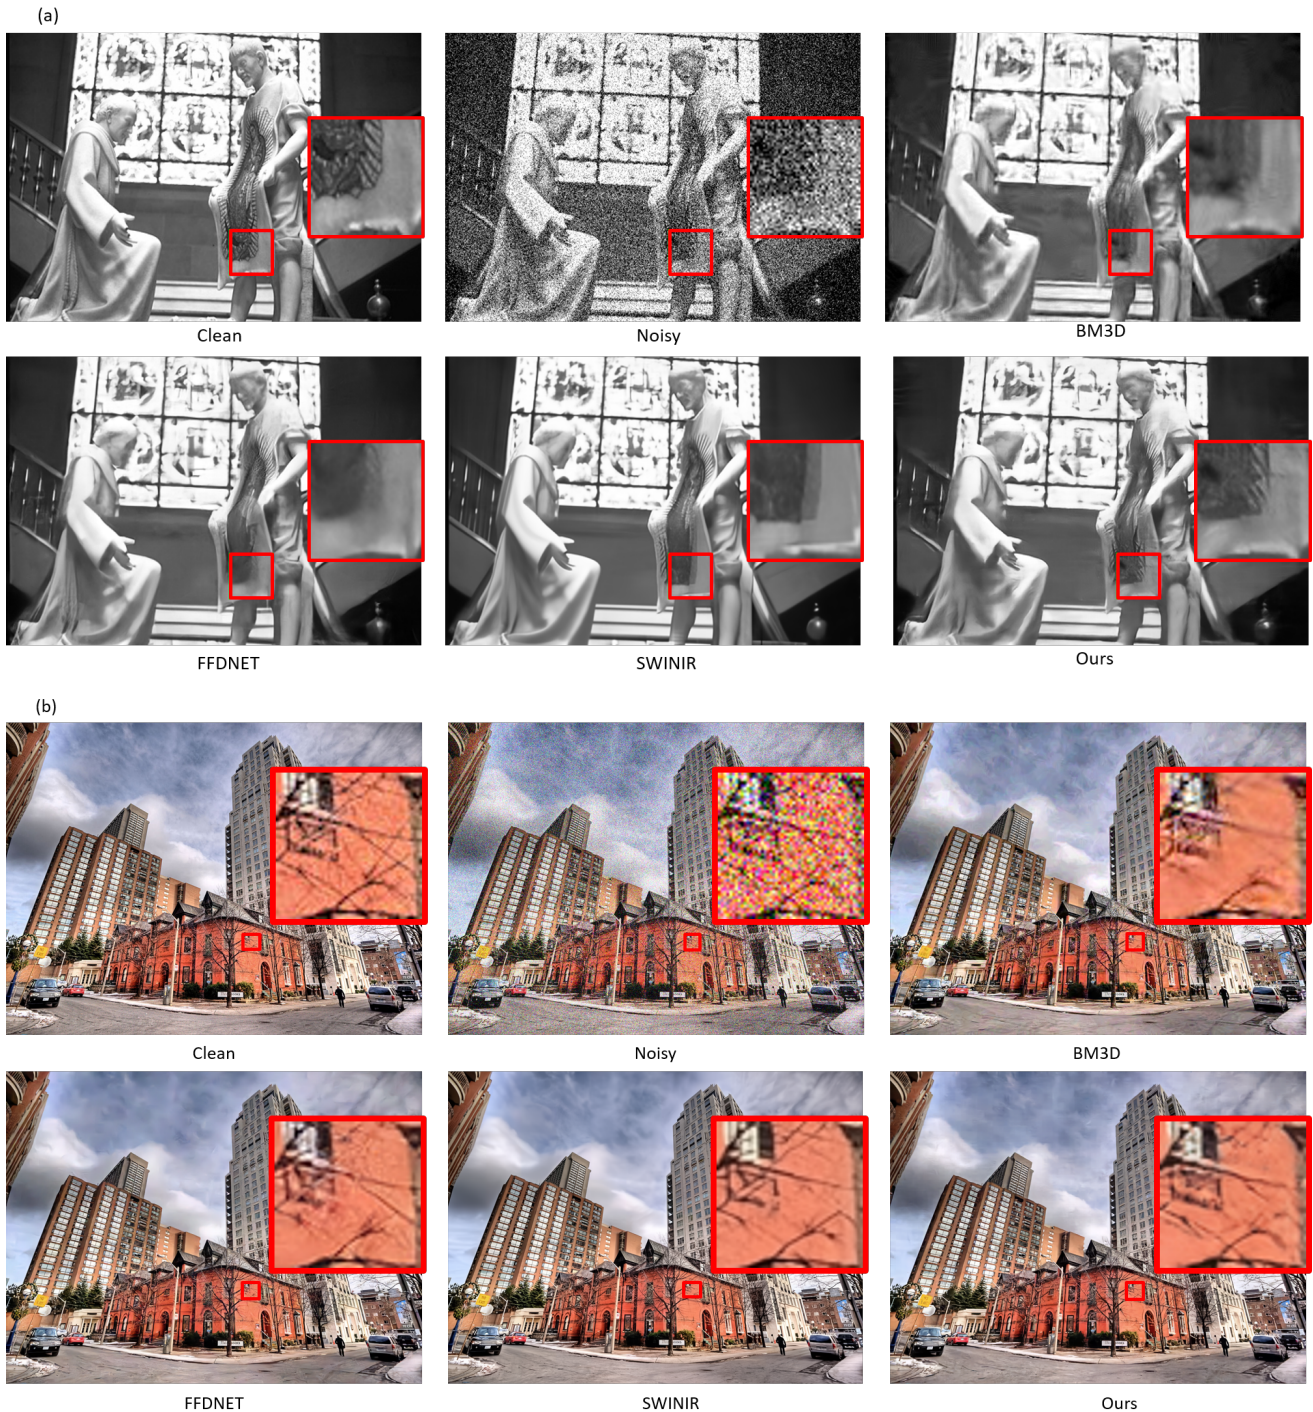 (a)
Clean
Noisy
BM3D
FFDNET
SWINIR
Ours
(b)
Clean
Noisy
BM3D
FFDNET
SWINIR
Ours